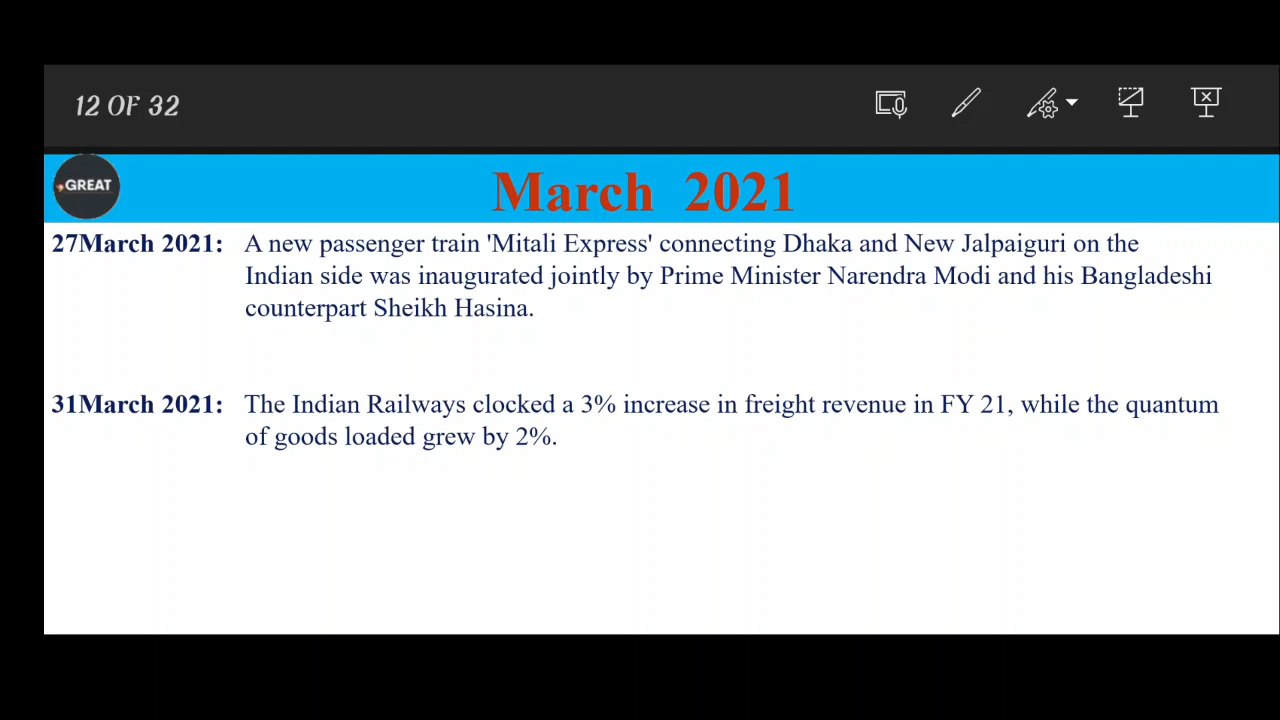 12 OF 32
GREAT
March 2021
27March 2021: A new passenger train 'Mitali Express' connecting Dhaka and New Jalpaiguri on the
Indian side was inaugurated jointly by Prime Minister Narendra Modi and his Bangladeshi
counterpart Sheikh Hasina.
31March 2021: The Indian Railways clocked a 3% increase in freight revenue in FY 21, while the quantum
of goods loaded grew by 2%.